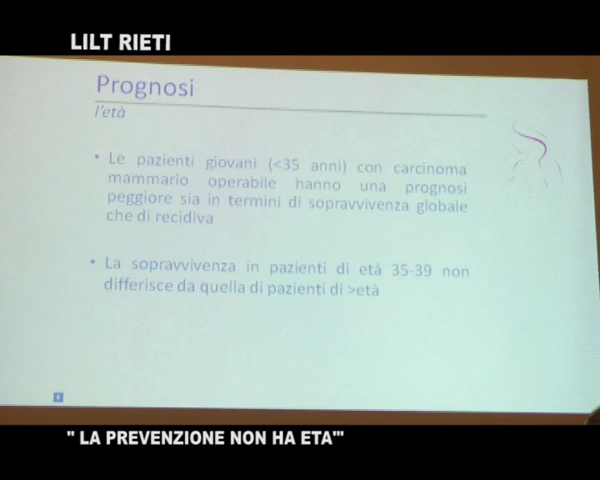 LILT RIETI
Prognosi
l'età
• Le pazienti giovani (<35 anni) con carcinoma
mammario operabile hanno una prognosi
peggiore sia in termini di sopravvivenza globale
che di recidiva
• La sopravvivenza in pazienti di età 35-39 non
differisce da quella di pazienti di >età
" LA PREVENZIONE NON HA ETA'"